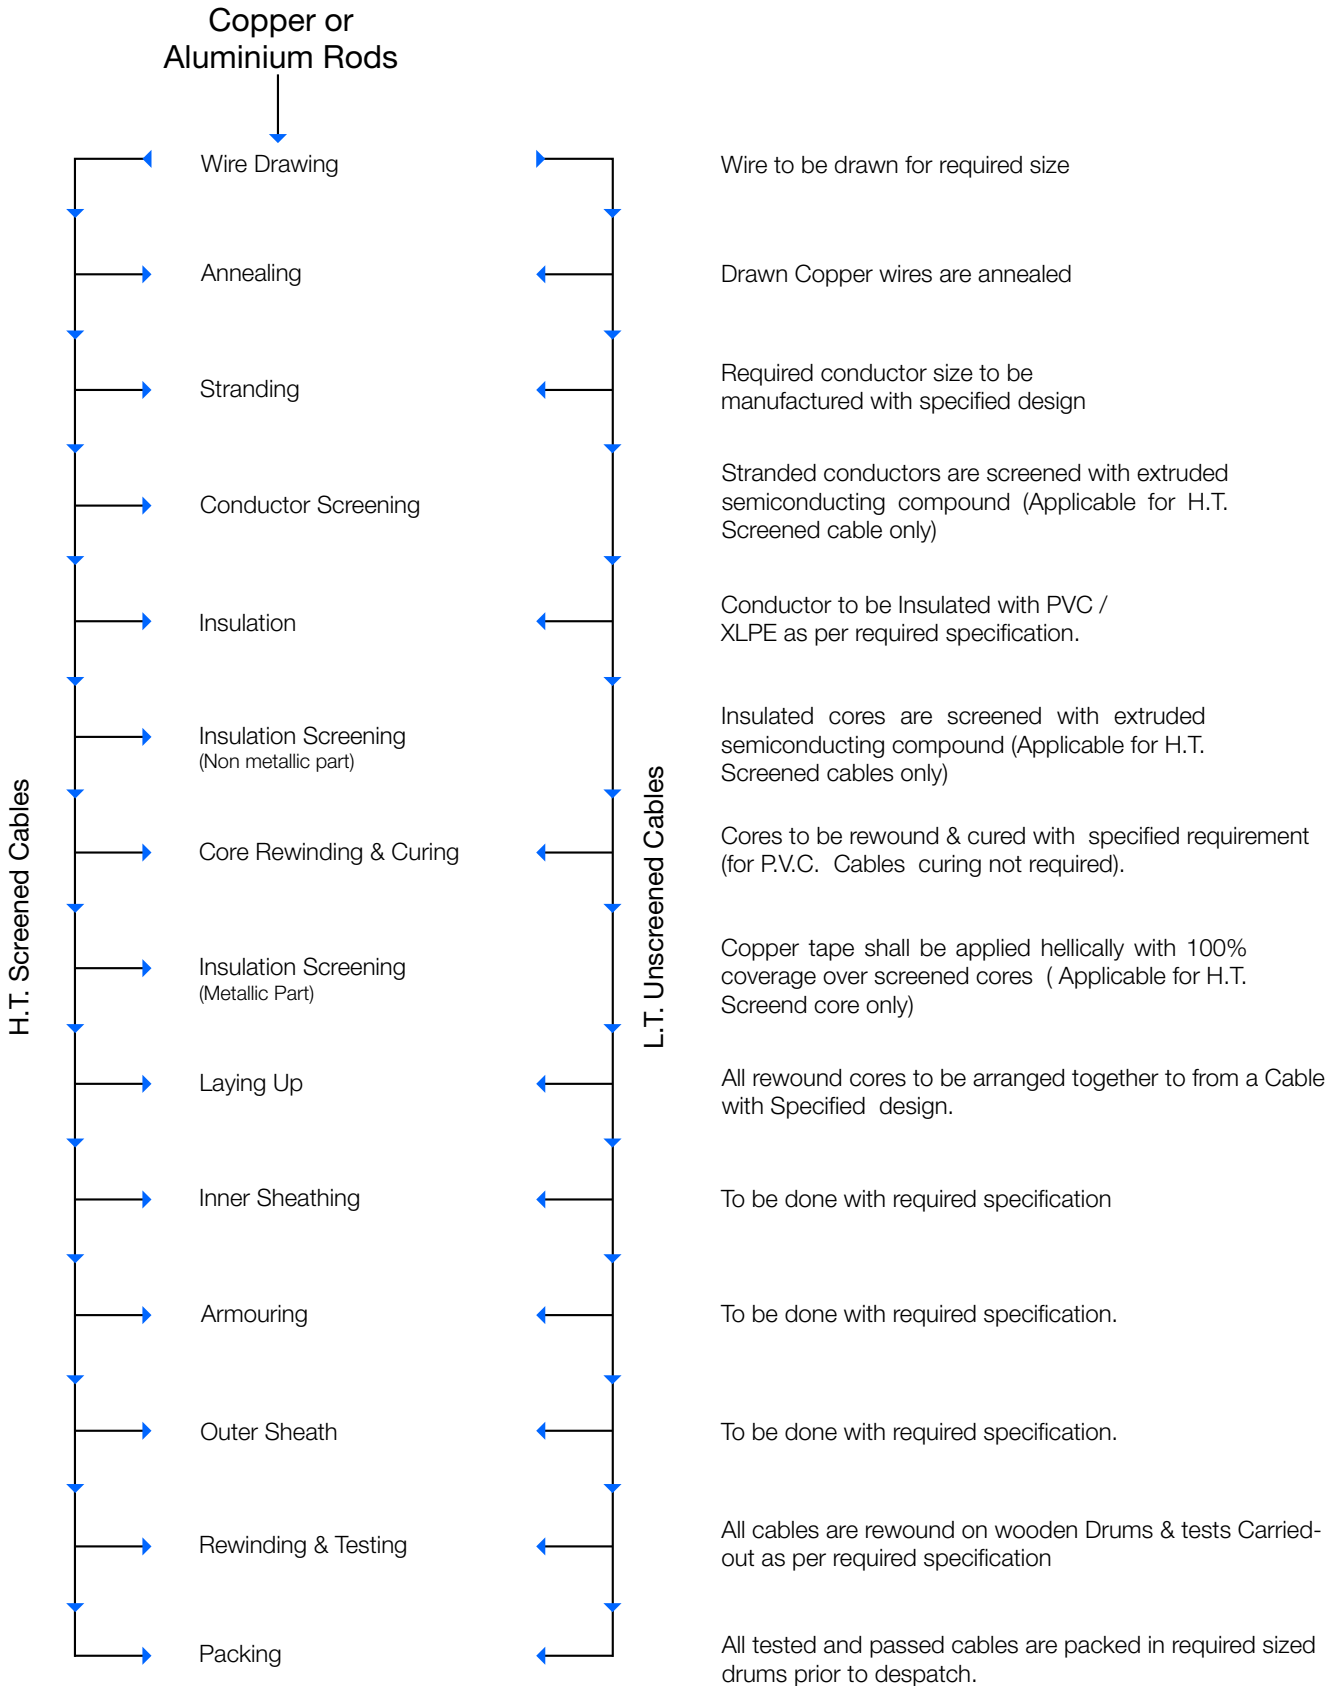 Copper or
Aluminium Rods
Wire Drawing
Wire to be drawn for required size
Annealing
Drawn Copper wires are annealed
Stranding
Required conductor size to be
manufactured with specified design
Conductor Screening
Stranded conductors are screened with extruded
semiconducting compound (Applicable for H.T.
Screened cable only)
Insulation
Conductor to be Insulated with PVC /
XLPE as per required specification.
Insulation Screening
(Non metallic part)
Insulated cores are screened with extruded
semiconducting compound (Applicable for H.T.
Screened cables only)
H.T. Screened Cables
L.T. Unscreened Cables
Core Rewinding & Curing
Cores to be rewound & cured with specified requirement
(for P.V.C. Cables curing not required).
Insulation Screening
(Metallic Part)
Copper tape shall be applied hellically with 100%
coverage over screened cores ( Applicable for H.T.
Screend core only)
Laying Up
All rewound cores to be arranged together to from a Cable
with Specified design.
Inner Sheathing
To be done with required specification
Armouring
To be done with required specification.
Outer Sheath
To be done with required specification.
Rewinding & Testing
All cables are rewound on wooden Drums & tests Carried-
out as per required specification
Packing
All tested and passed cables are packed in required sized
drums prior to despatch.